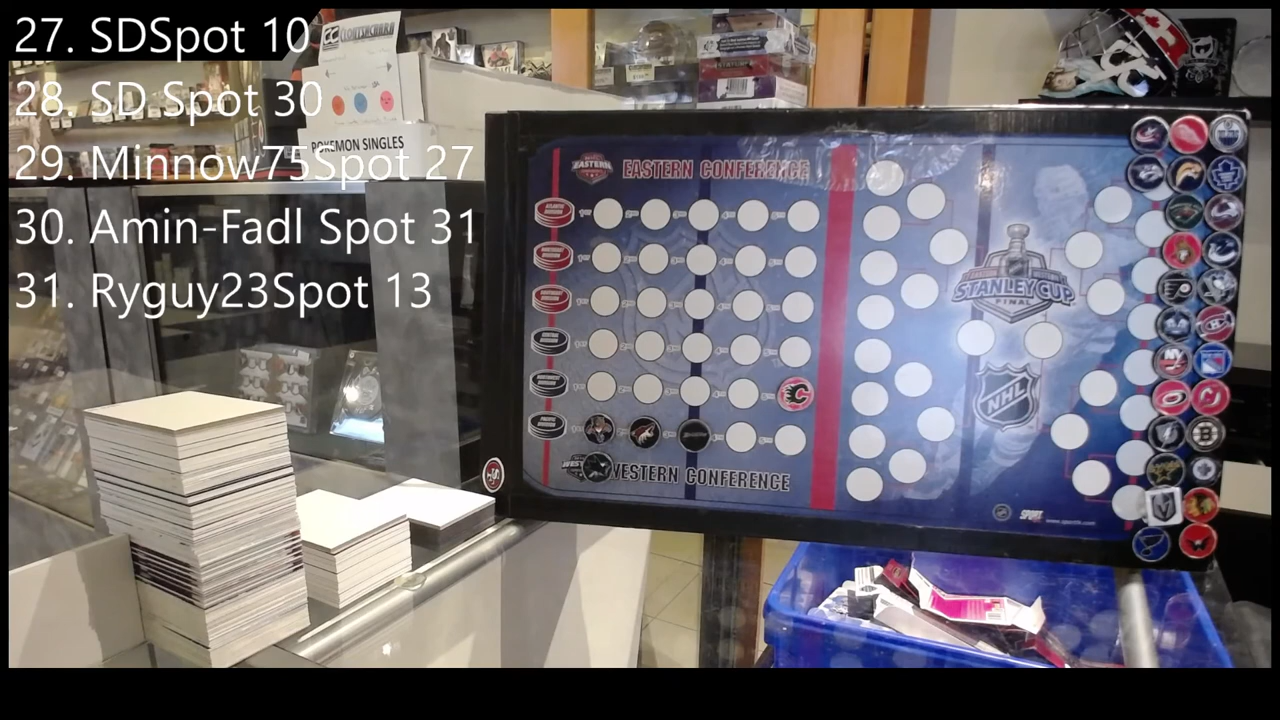 27. SDSpot 10
28. SD Spot 30
29. Minnow75Spot 27
30. Amin-Fadl Spot 31
31. Ryguy23Spot 13
POKEMON SINGLES
EASTERN
EASTERN CONFERENCE
STANLEY CUP
FINAL
NHL
WESTERN CONFERENCE